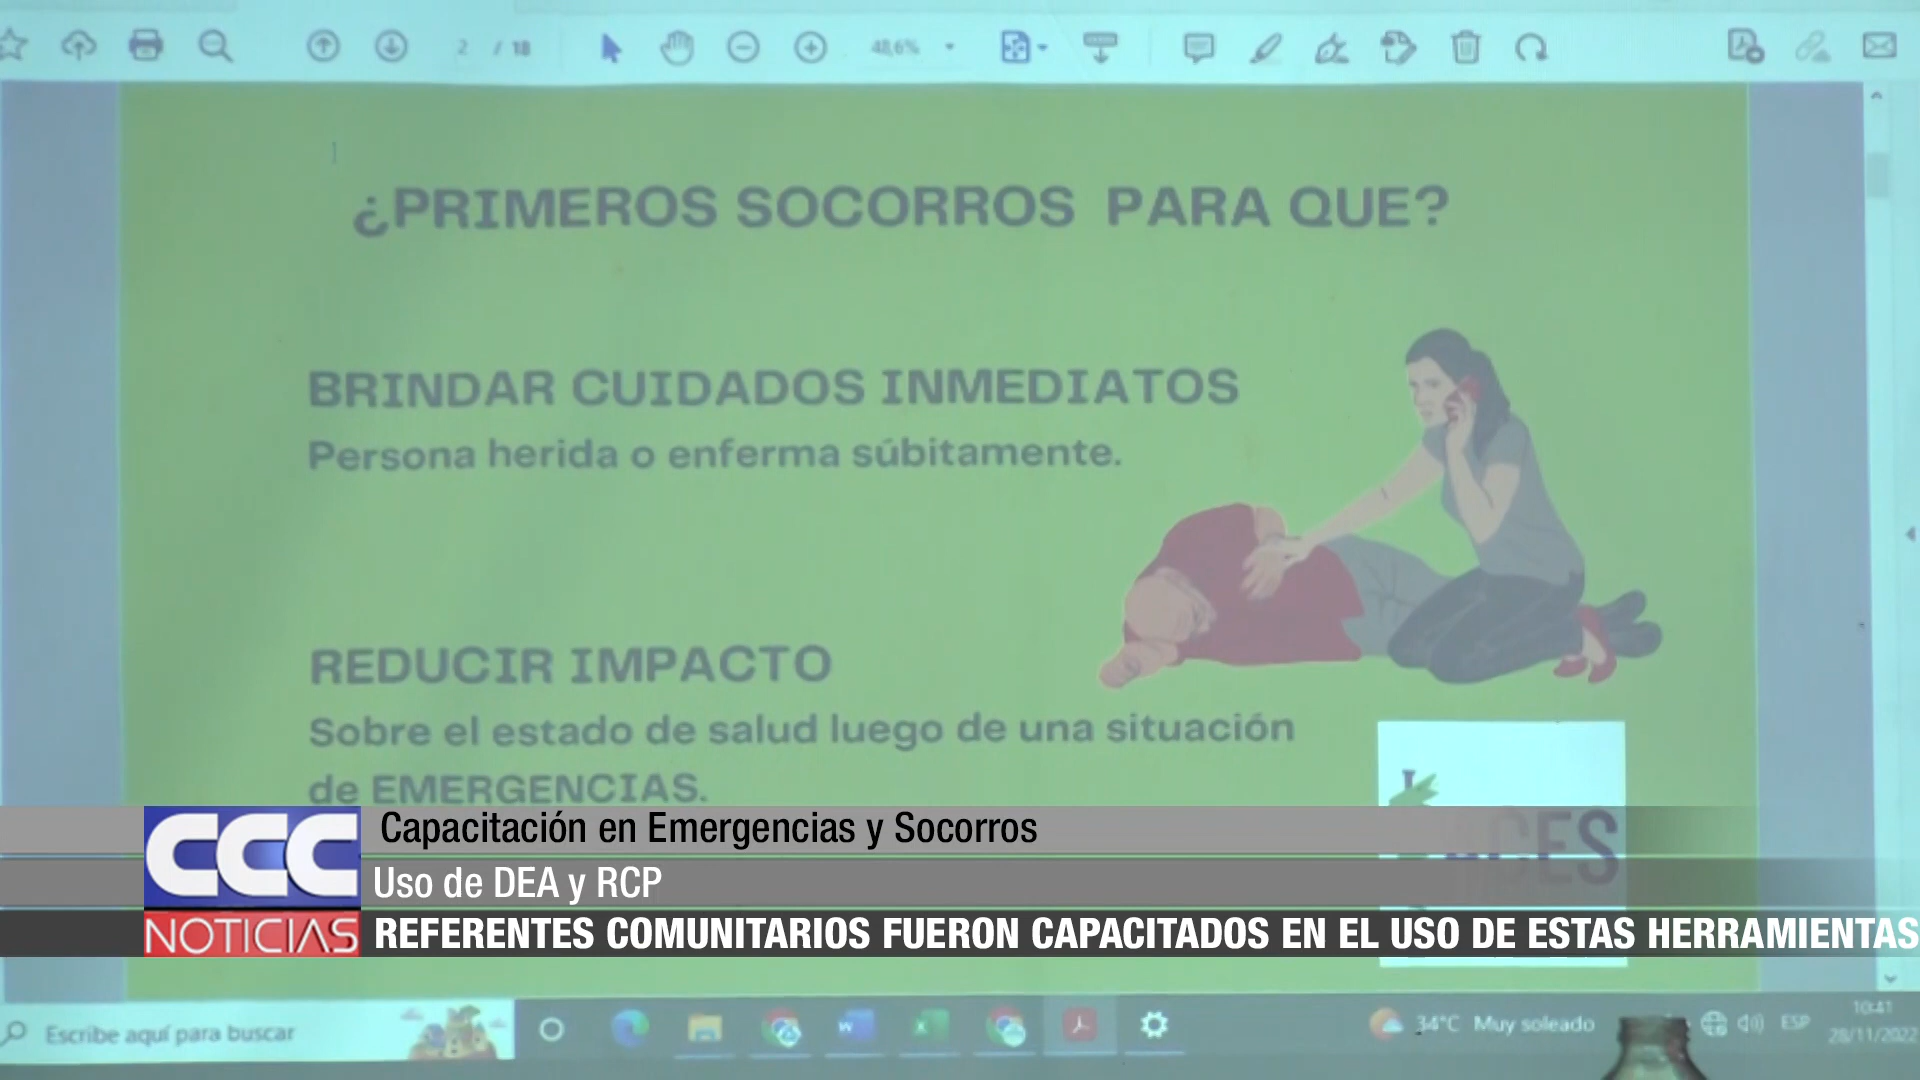 2 / 18
48,6%
¿PRIMEROS SOCORROS PARA QUE?
BRINDAR CUIDADOS INMEDIATOS
Persona herida o enferma súbitamente.
REDUCIR IMPACTO
Sobre el estado de salud luego de una situación
de EMERGENCIAS.
CCC
NOTICIAS
Capacitación en Emergencias y Socorros
Uso de DEA y RCP
REFERENTES COMUNITARIOS FUERON CAPACITADOS EN EL USO DE ESTAS HERRAMIENTAS
Escribe aquí para buscar
34°C Muy soleado
ESP
10:41
28/11/2022